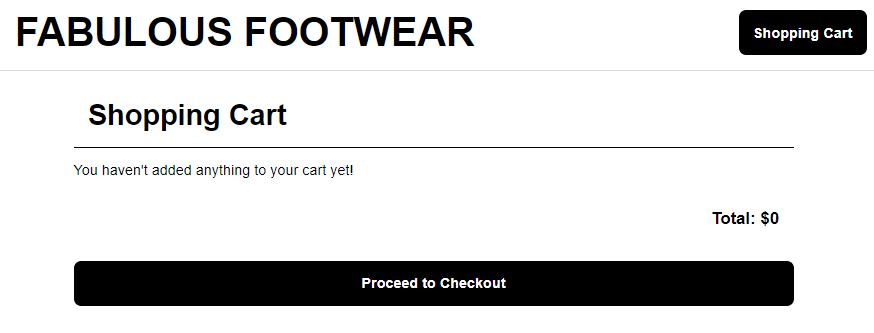 FABULOUS FOOTWEAR
Shopping Cart
Shopping Cart
You haven't added anything to your cart yet!
Total: $0
Proceed to Checkout